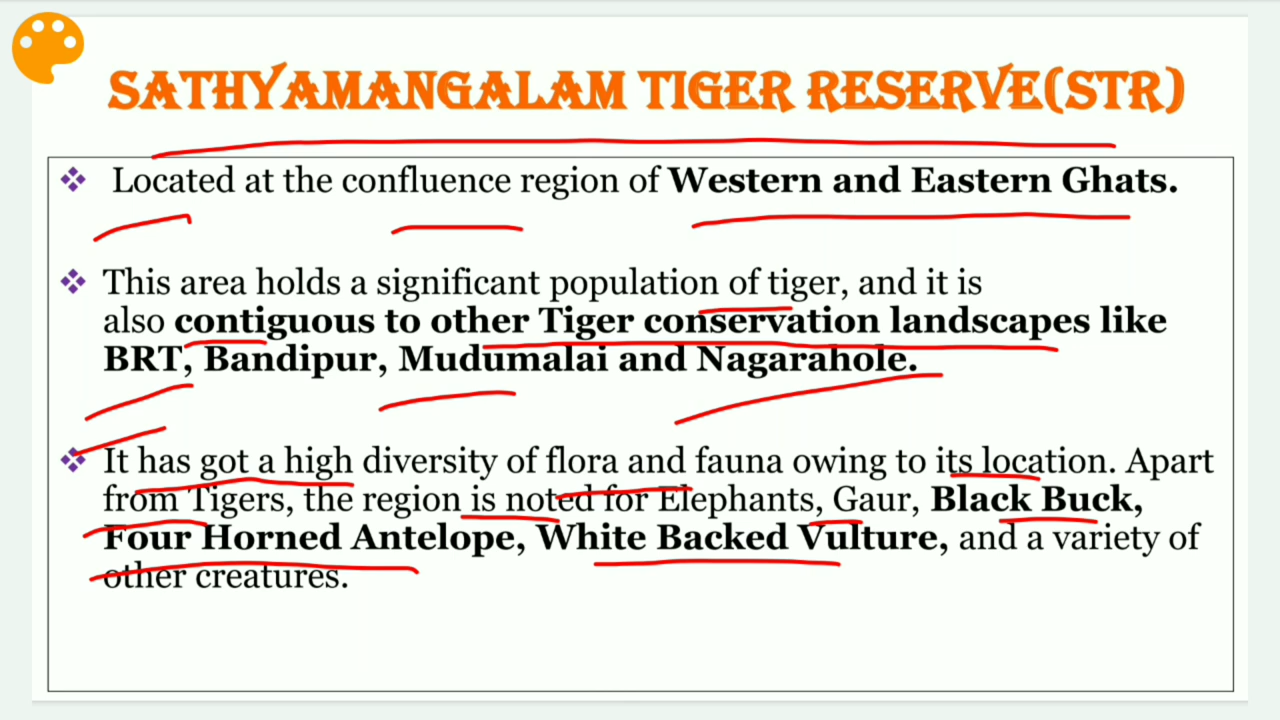 SATHYAMANGALAM TIGER RESERVE(STR)
Located at the confluence region of Western and Eastern Ghats.
This area holds a significant population of tiger, and it is
also contiguous to other Tiger conservation landscapes like
BRT, Bandipur, Mudumalai and Nagarahole.
It has got a high diversity of flora and fauna owing to its location. Apart
from Tigers, the region is noted for Elephants, Gaur, Black Buck,
Four Horned Antelope, White Backed Vulture, and a variety of
other creatures.